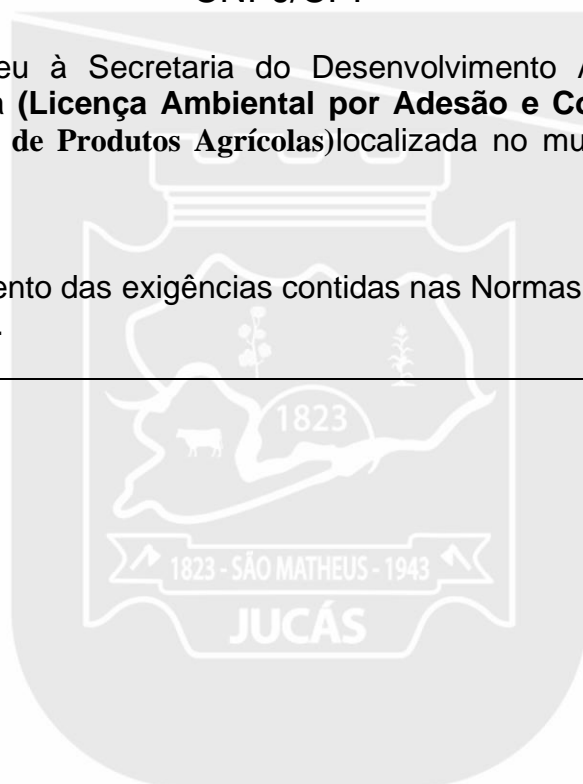 eu à Secretaria do Desenvolvimento A
(Licença Ambiental por Adesão e Co
de Produtos Agrícolas)localizada no mu
ento das exigências contidas nas Normas
1823
1823 - SÃO MATHEUS - 1943
JUCÁS